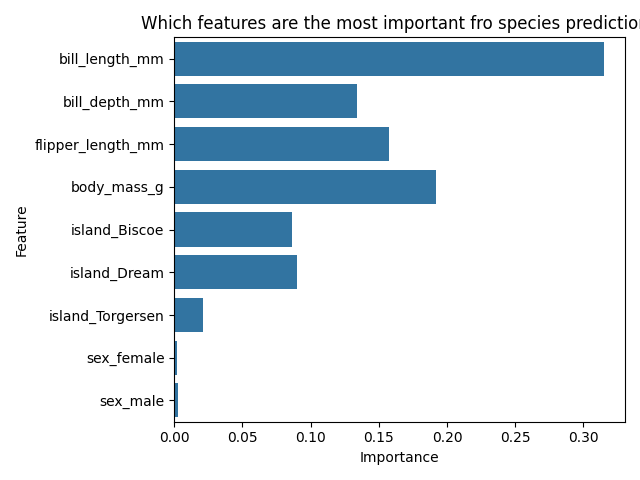 Which features are the most important fro species prediction
bill_length_mm
bill_depth_mm
flipper_length_mm
body_mass_g
island_Biscoe
island_Dream
island_Torgersen
sex_female
sex_male
Feature
0.00 0.05 0.10 0.15 0.20 0.25 0.30
Importance